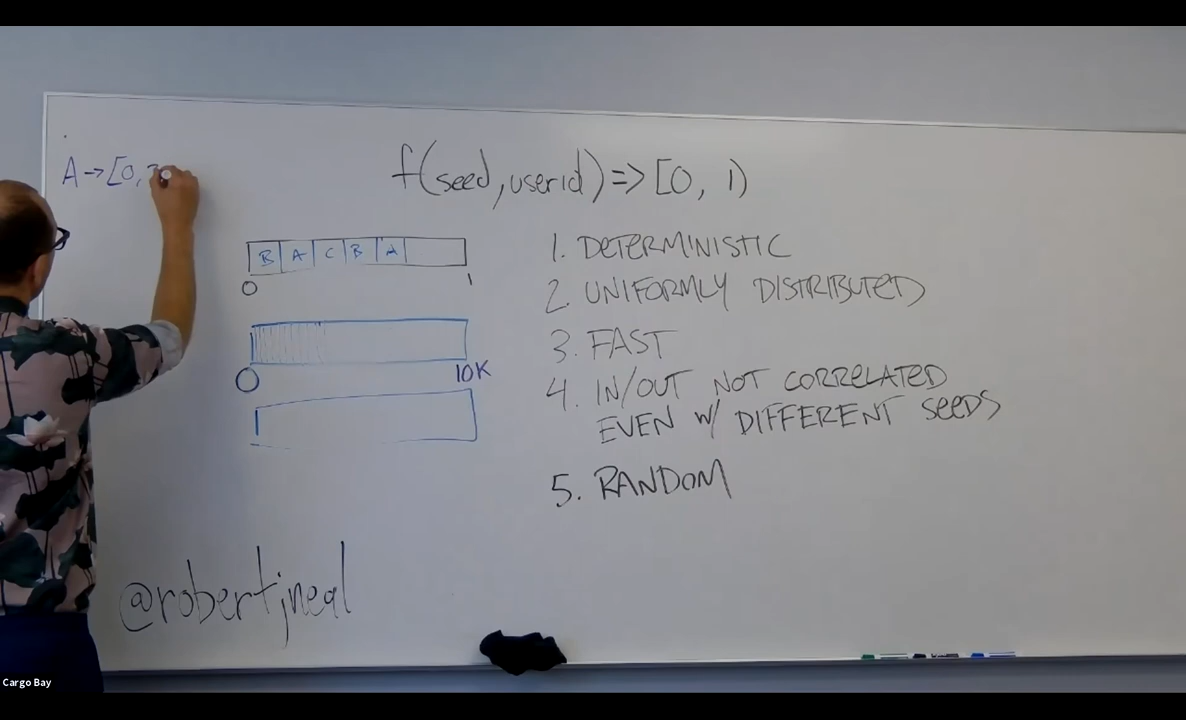 f(seed, userid) => [0, 1)
A → [0,
B A C B A
0 1
0 10K
1. DETERMINISTIC
2. UNIFORMLY DISTRIBUTED
3. FAST
4. IN/OUT NOT CORRELATED
EVEN w/ DIFFERENT SEEDS
5. RANDOM
@robertjneal
Cargo Bay